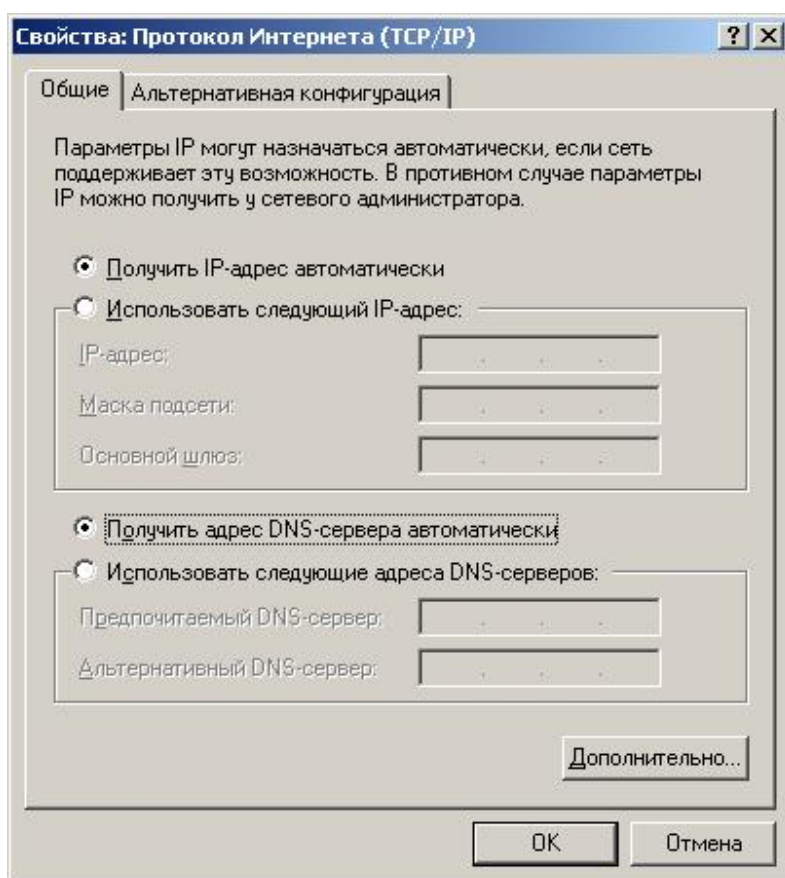 Свойства: Протокол Интернета (TCP/IP)
Общие
Альтернативная конфигурация
Параметры IP могут назначаться автоматически, если сеть
поддерживает эту возможность. В противном случае параметры
IP можно получить у сетевого администратора.
Получить IP-адрес автоматически
Использовать следующий IP-адрес:
IP-адрес:
Маска подсети:
Основной шлюз:
Получить адрес DNS-сервера автоматически
Использовать следующие адреса DNS-серверов:
Предпочитаемый DNS-сервер:
Альтернативный DNS-сервер:
Дополнительно...
OK
Отмена